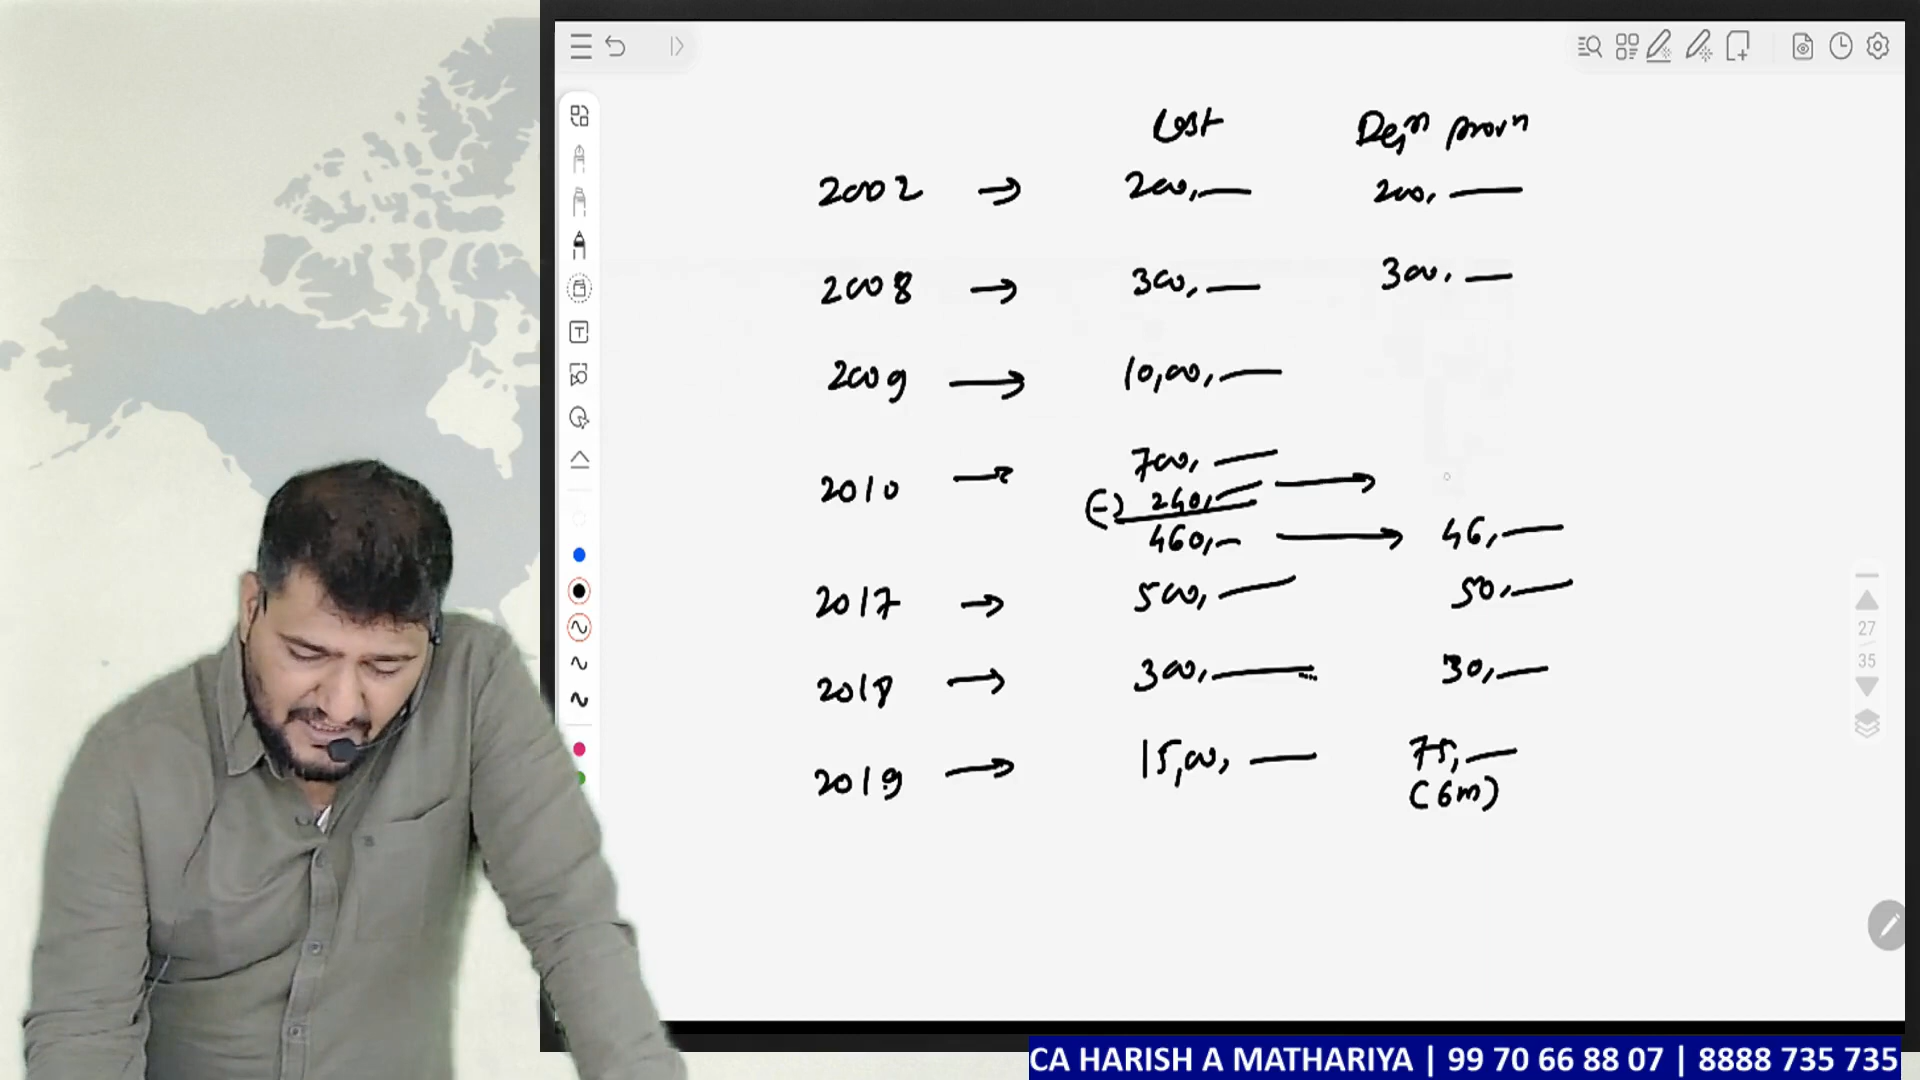 Cost Depn provn
2002 → 200,— 200,—
2008 → 300,— 300,—
2009 → 10,00,—
2010 → 700,— →
(-) 240,—
460,— → 46,—
2017 → 500,— 50,—
2018 → 300,— 30,—
2019 → 15,00,— 75,—
(6m)
27
35
CA HARISH A MATHARIYA | 99 70 66 88 07 | 8888 735 735